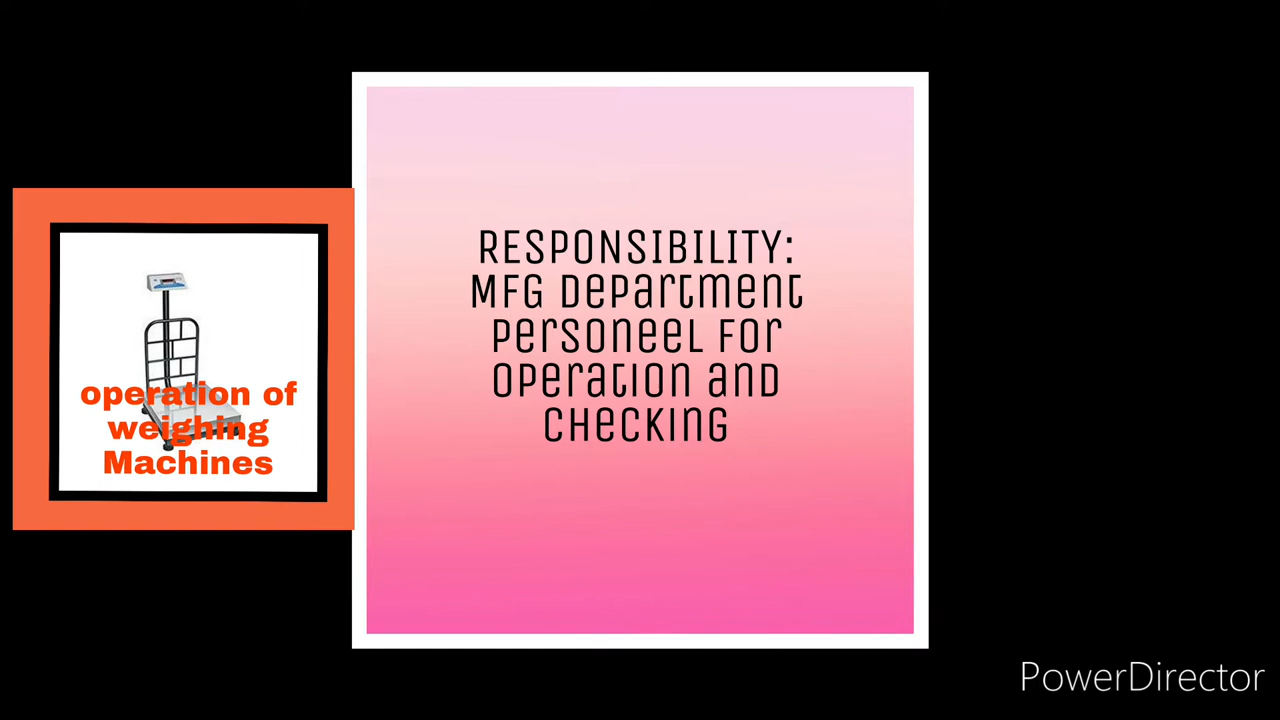 RESPONSIBILITY:
MFG Department
Personeel For
Operation and
Checking
operation of
weighing
Machines
PowerDirector